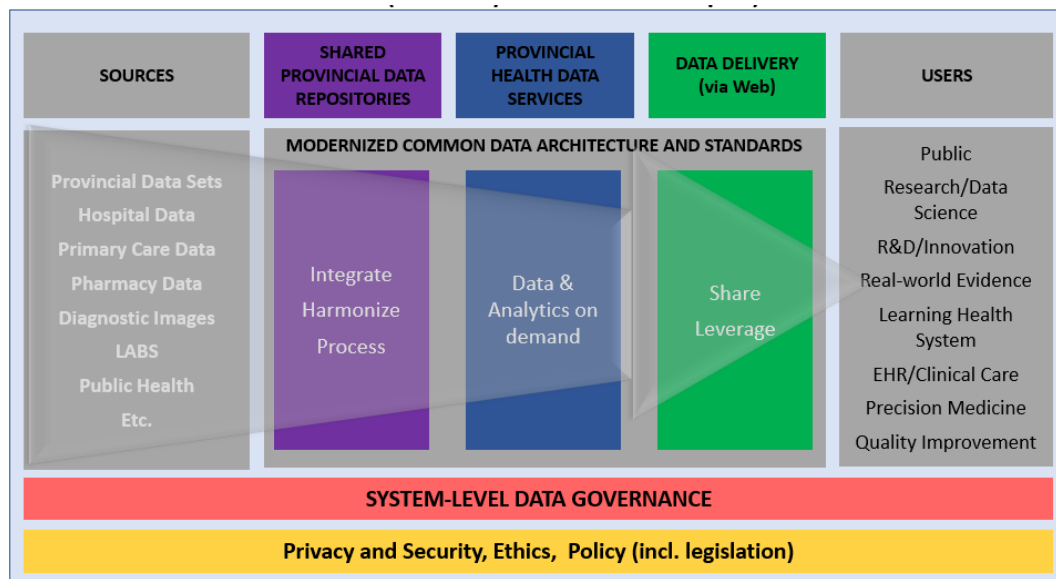 SOURCES
SHARED
PROVINCIAL DATA
REPOSITORIES
PROVINCIAL
HEALTH DATA
SERVICES
DATA DELIVERY
(via Web)
USERS
MODERNIZED COMMON DATA ARCHITECTURE AND STANDARDS
Provincial Data Sets
Hospital Data
Primary Care Data
Pharmacy Data
Diagnostic Images
LABS
Public Health
Etc.
Integrate
Harmonize
Process
Data &
Analytics on
demand
Share
Leverage
Public
Research/Data
Science
R&D/Innovation
Real-world Evidence
Learning Health
System
EHR/Clinical Care
Precision Medicine
Quality Improvement
SYSTEM-LEVEL DATA GOVERNANCE
Privacy and Security, Ethics,  Policy (incl. legislation)